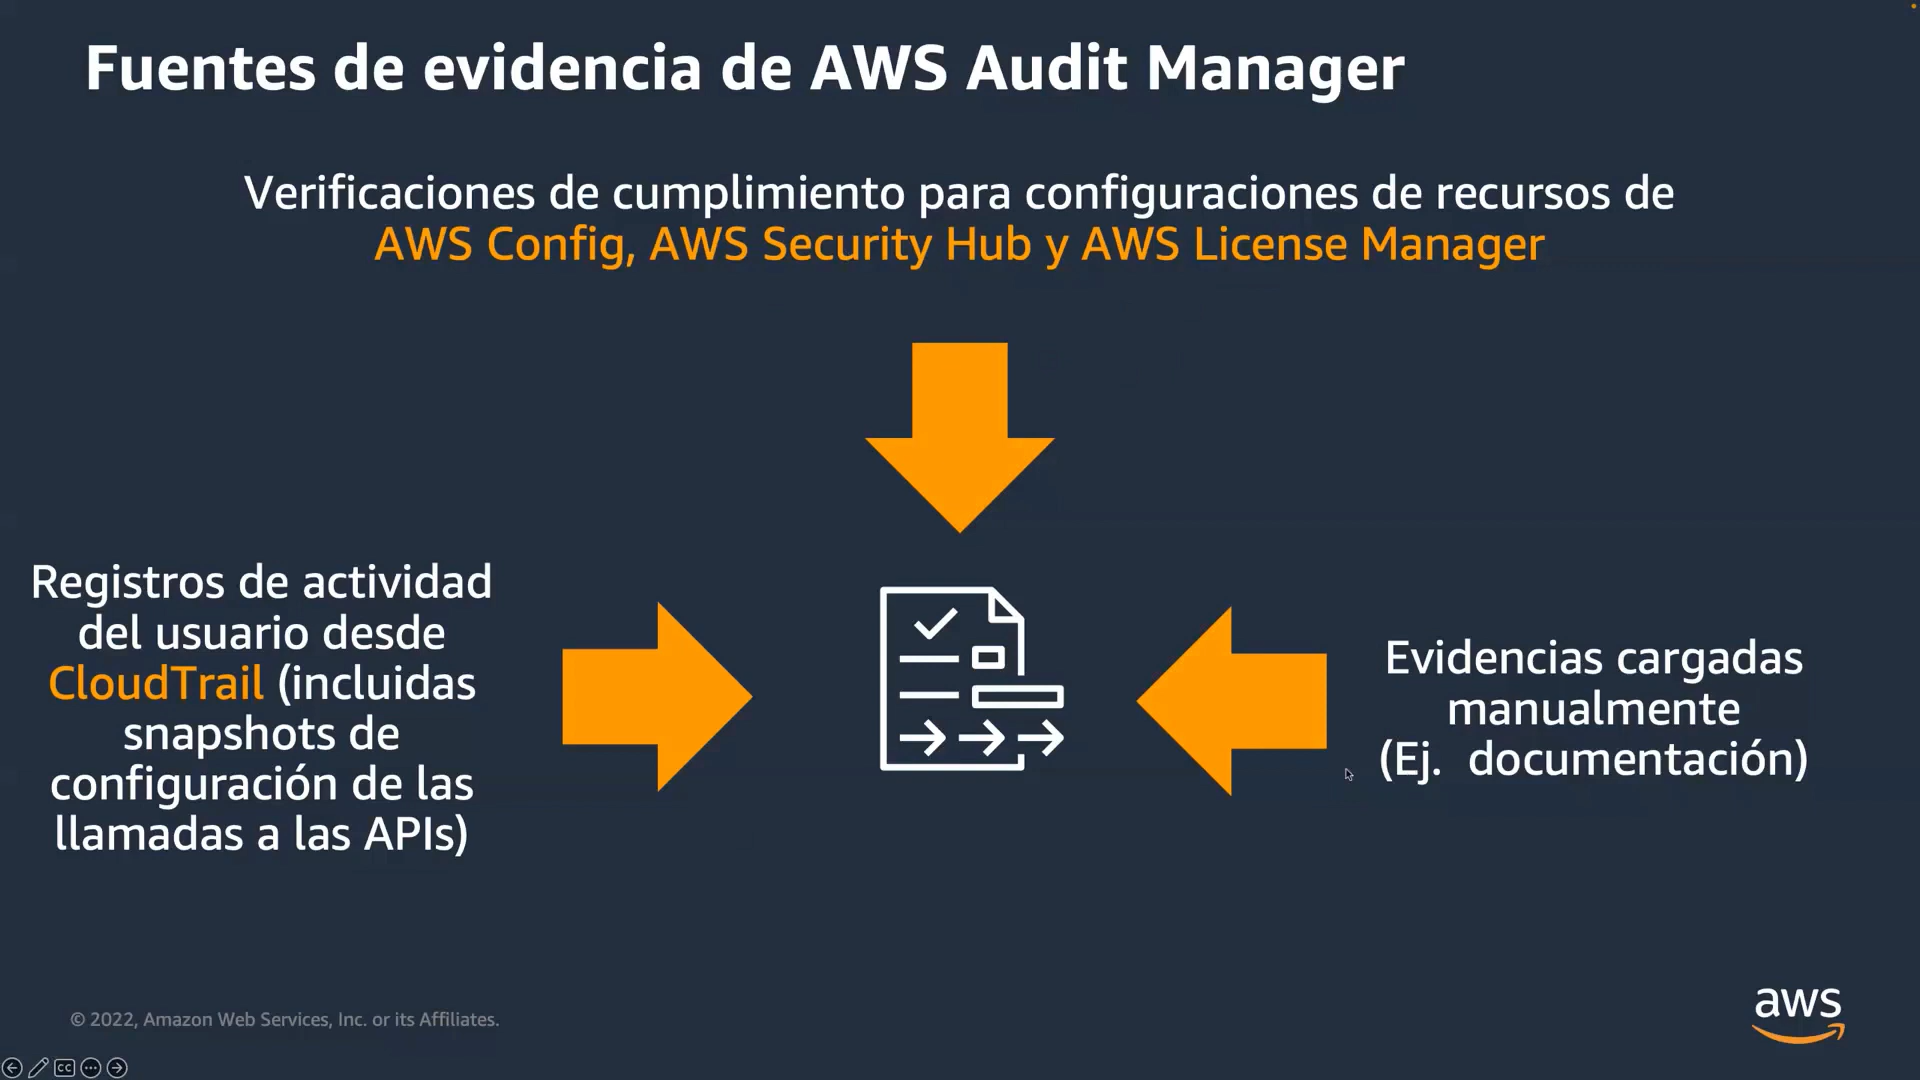 Fuentes de evidencia de AWS Audit Manager
Verificaciones de cumplimiento para configuraciones de recursos de
AWS Config, AWS Security Hub y AWS License Manager
Registros de actividad
del usuario desde
CloudTrail (incluidas
snapshots de
configuración de las
llamadas a las APIs)
Evidencias cargadas
manualmente
(Ej. documentación)
© 2022, Amazon Web Services, Inc. or its Affiliates.
aws
CC